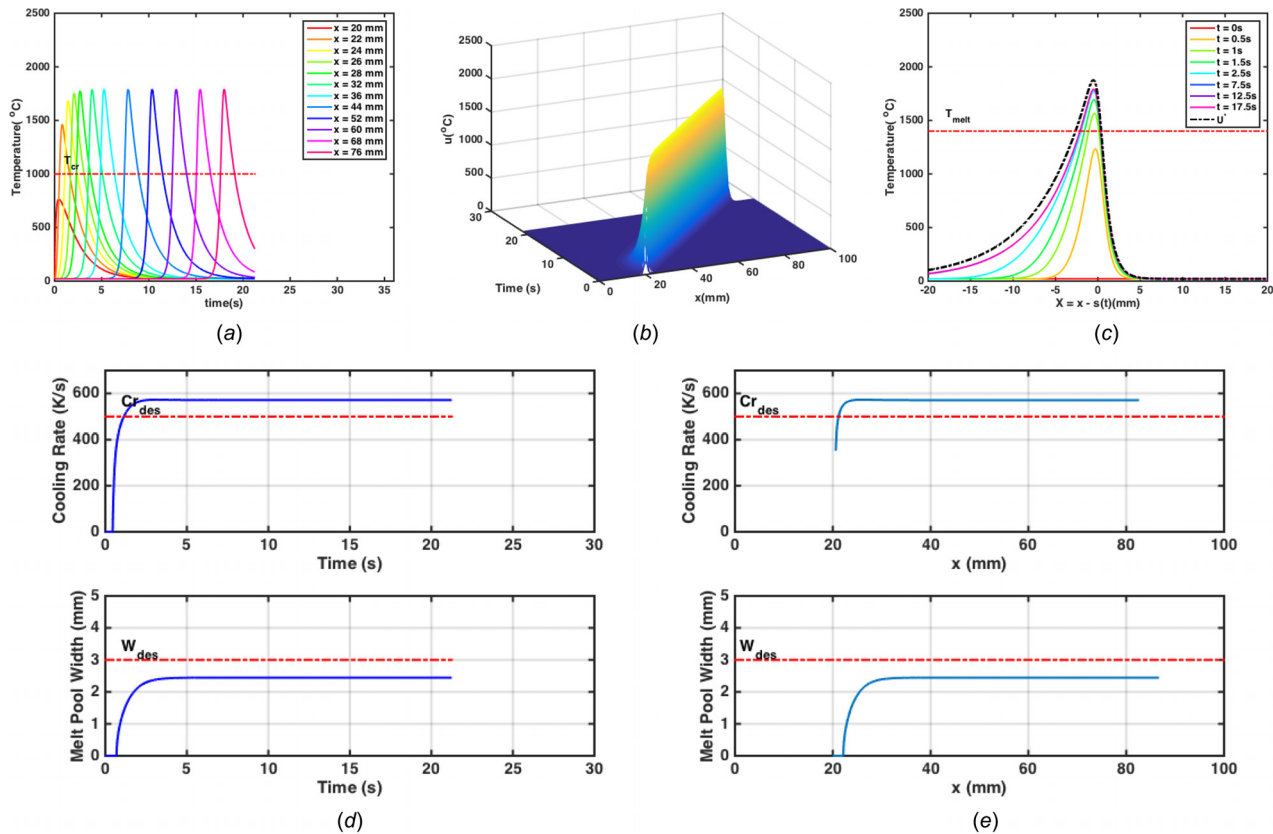 2500
2000
1500
1000
500
0
Temperature( °C)
T_cr
0 5 10 15 20 25 30 35
time(s)
x = 20 mm
x = 22 mm
x = 24 mm
x = 26 mm
x = 28 mm
x = 32 mm
x = 36 mm
x = 44 mm
x = 52 mm
x = 60 mm
x = 68 mm
x = 76 mm
(a)
2500
2000
1500
1000
500
0
u(°C)
30
20
10
0
Time (s)
0 20 40 60 80 100
x(mm)
(b)
2500
2000
1500
1000
500
0
Temperature( °C)
T_melt
-20 -15 -10 -5 0 5 10 15 20
X = x - s(t)(mm)
t = 0s
t = 0.5s
t = 1s
t = 1.5s
t = 2.5s
t = 7.5s
t = 12.5s
t = 17.5s
U*
(c)
600
400
200
0
Cooling Rate (K/s)
Cr_des
0 5 10 15 20 25 30
Time (s)
5
4
3
2
1
0
Melt Pool Width (mm)
W_des
0 5 10 15 20 25 30
Time (s)
(d)
600
400
200
0
Cooling Rate (K/s)
Cr_des
0 20 40 60 80 100
x (mm)
5
4
3
2
1
0
Melt Pool Width (mm)
W_des
0 20 40 60 80 100
x (mm)
(e)